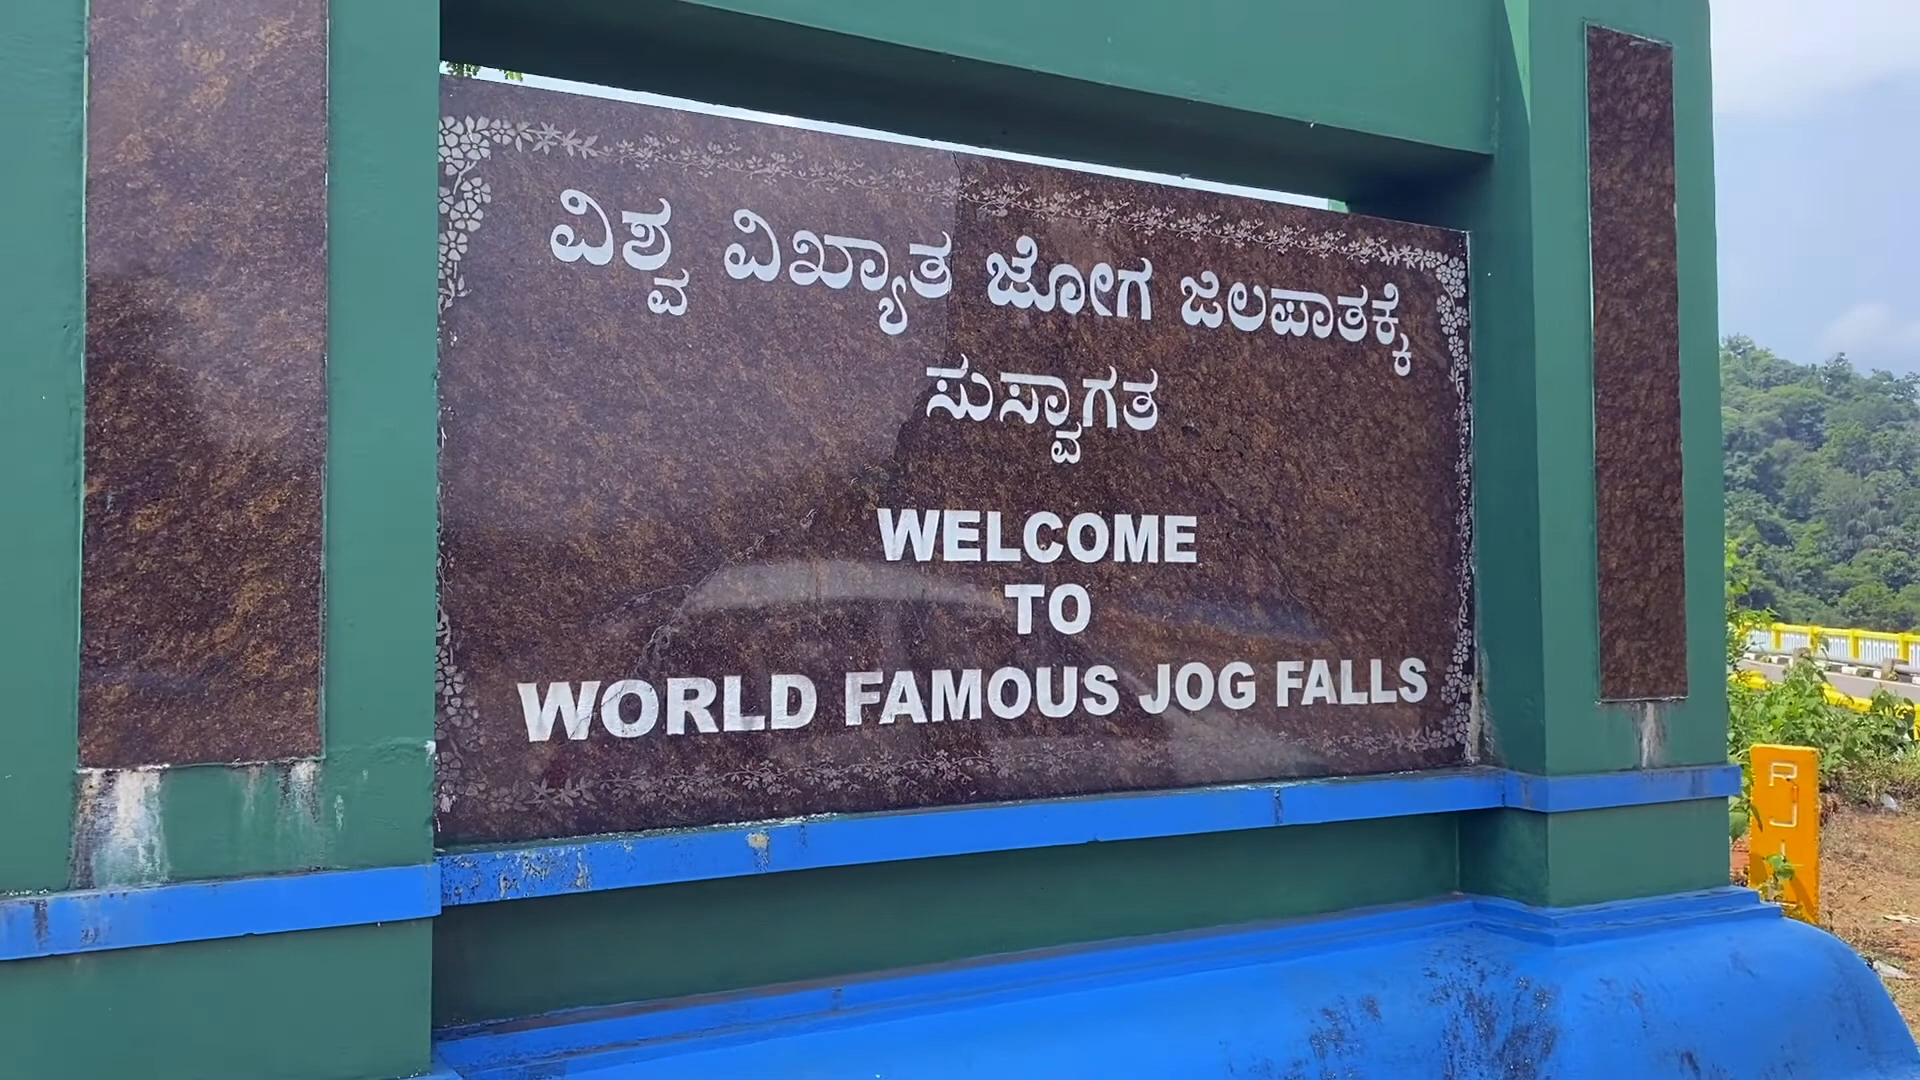 ವಿಶ್ವ ವಿಖ್ಯಾತ ಜೋಗ ಜಲಪಾತಕ್ಕೆ
ಸುಸ್ವಾಗತ
WELCOME
TO
WORLD FAMOUS JOG FALLS